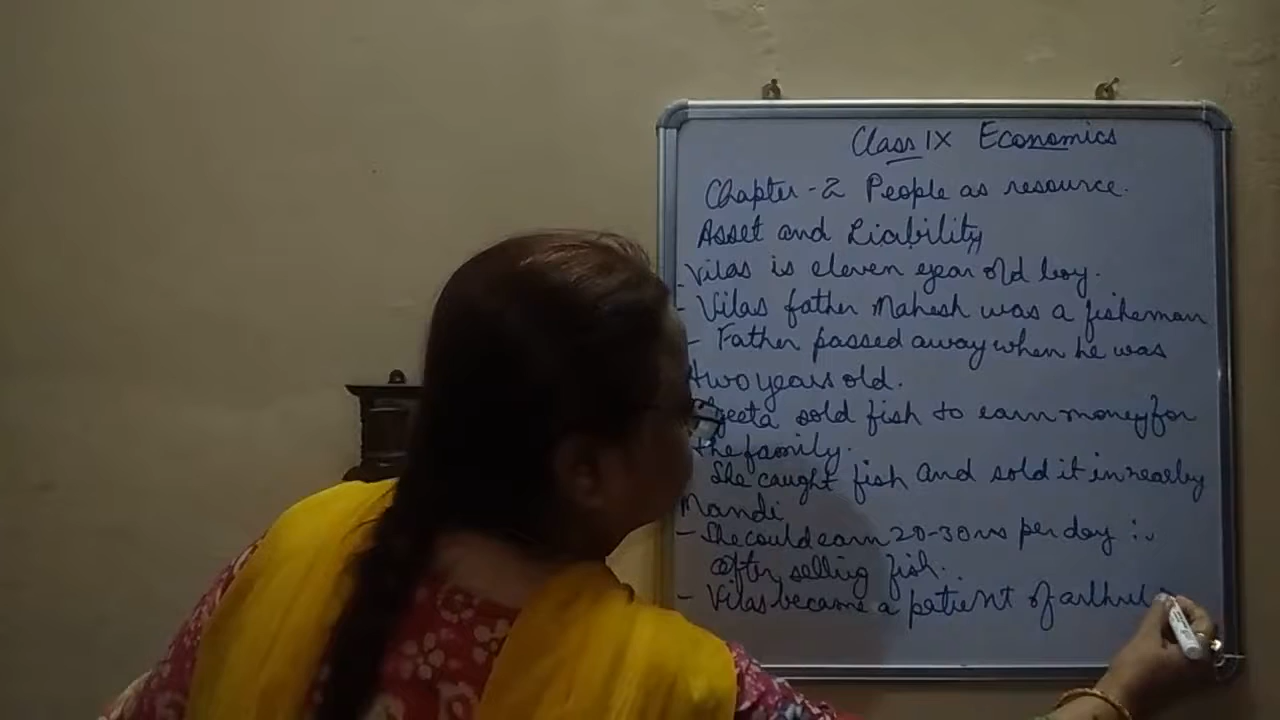 Class IX Economics
Chapter-2 People as resource.
Asset and Liability
- Vilas is eleven year old boy.
- Vilas father Mahesh was a fisherman
- Father passed away when he was
two years old.
geeta sold fish to earn money for
the family.
She caught fish and sold it in nearby
Mandi
- She could earn 20-30 rs per day
after selling fish.
- Vilas became a patient of